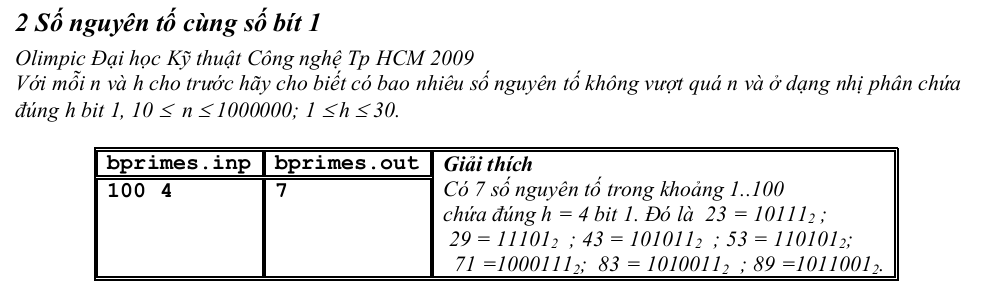 2 Số nguyên tố cùng số bít 1
Olimpic Đại học Kỹ thuật Công nghệ Tp HCM 2009
Với mỗi n và h cho trước hãy cho biết có bao nhiêu số nguyên tố không vượt quá n và ở dạng nhị phân chứa
đúng h bit 1, 10 ≤ n ≤ 1000000; 1 ≤ h ≤ 30.
bprimes.inp bprimes.out Giải thích
100 4 7 Có 7 số nguyên tố trong khoảng 1..100
chứa đúng h = 4 bit 1. Đó là 23 = 10111₂ ;
29 = 11101₂ ; 43 = 101011₂ ; 53 = 110101₂;
71 =1000111₂; 83 = 1010011₂ ; 89 =1011001₂.